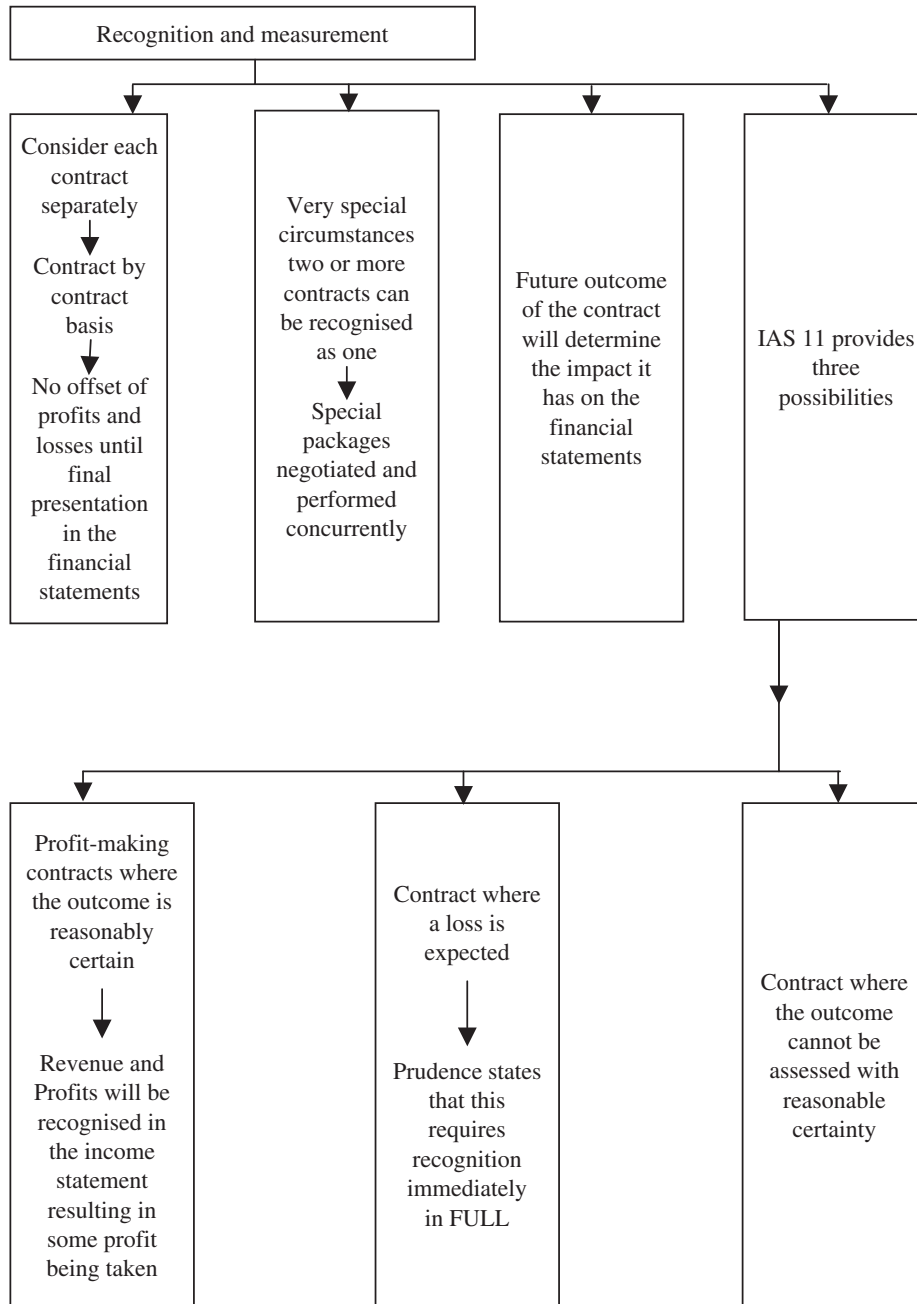 Recognition and measurement
Consider each
contract
separately
Contract by
contract
basis
No offset of
profits and
losses until
final
presentation
in the
financial
statements
Very special
circumstances
two or more
contracts can
be recognised
as one
Special
packages
negotiated and
performed
concurrently
Future outcome
of the contract
will determine
the impact it
has on the
financial
statements
IAS 11 provides
three
possibilities
Profit-making
contracts where
the outcome is
reasonably
certain
Revenue and
Profits will be
recognised in
the income
statement
resulting in
some profit
being taken
Contract where
a loss is
expected
Prudence states
that this
requires
recognition
immediately
in FULL
Contract where
the outcome
cannot be
assessed with
reasonable
certainty